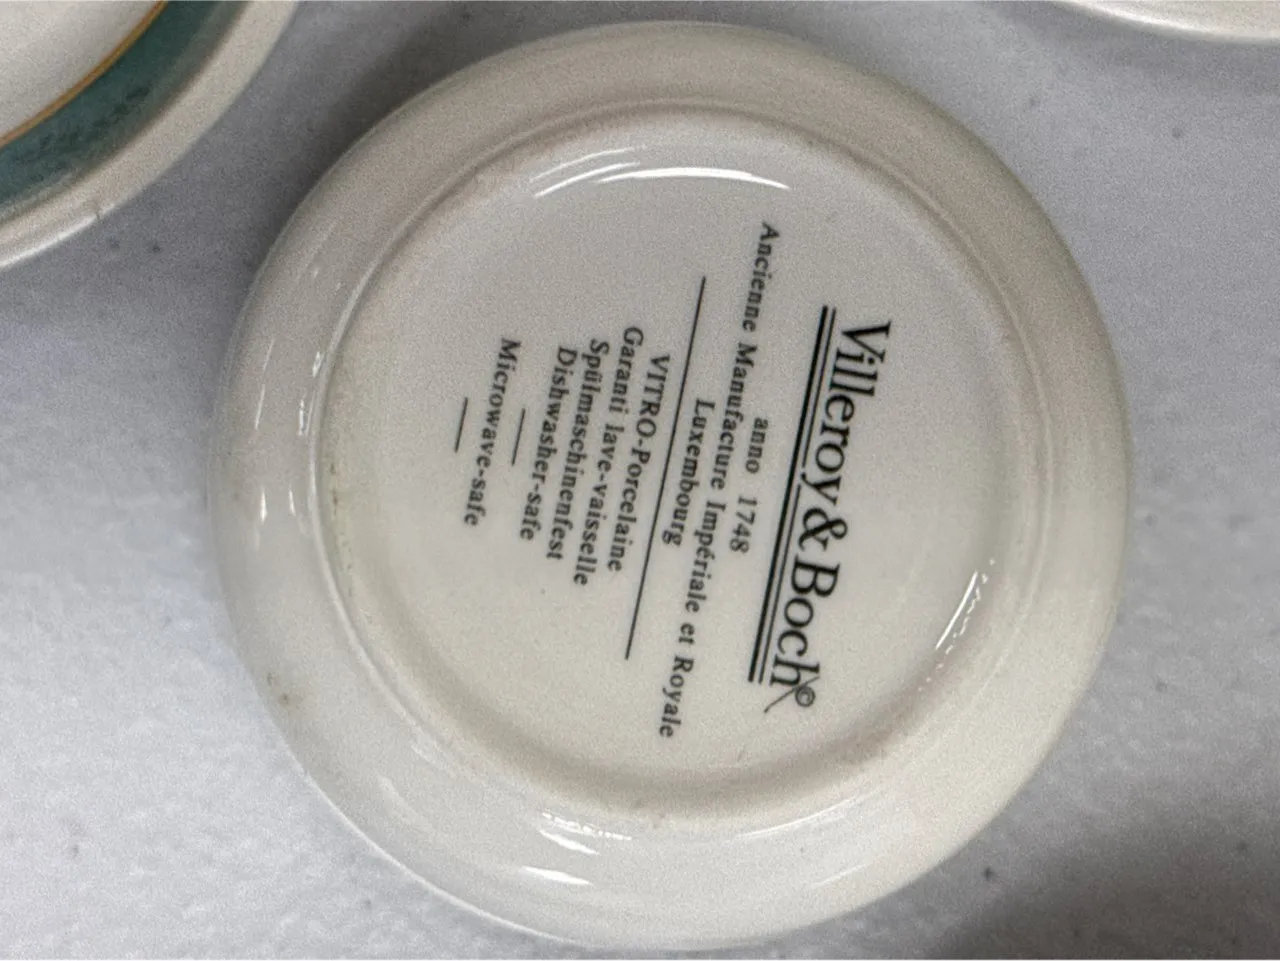 Villeroy & Boch©
anno 1748
Ancienne Manufacture Impériale et Royale
Luxembourg
VITRO-Porcelaine
Garanti lave-vaisselle
Spülmaschinenfest
Dishwasher-safe
Microwave-safe